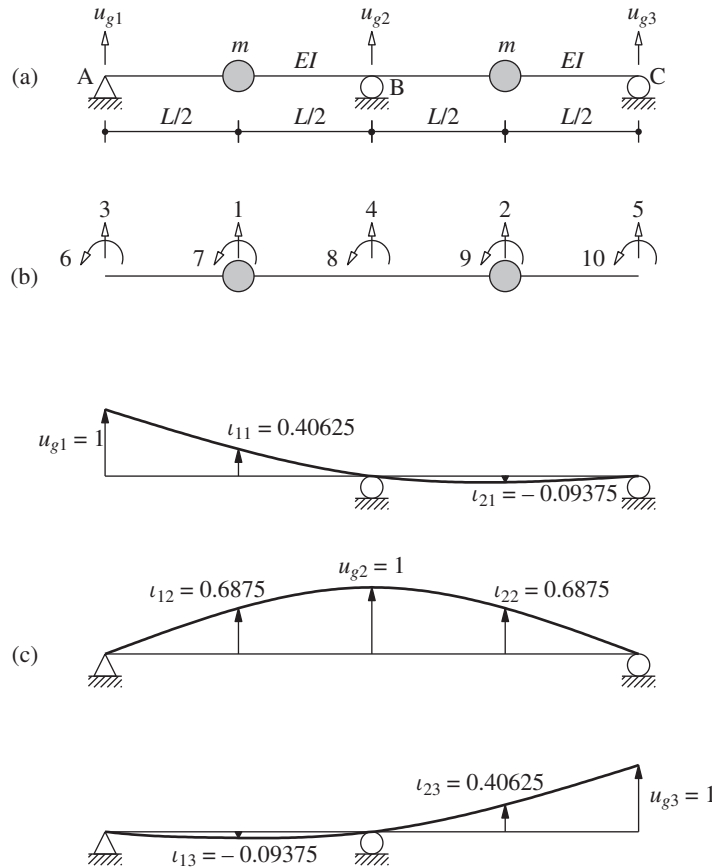 u_g1 u_g2 u_g3
(a) A m EI B m EI C
L/2 L/2 L/2 L/2
3 1 4 2 5
(b) 6 7 8 9 10
u_g1 = 1 ι_11 = 0.40625
ι_21 = – 0.09375
u_g2 = 1
ι_12 = 0.6875 ι_22 = 0.6875
(c)
ι_23 = 0.40625
u_g3 = 1
ι_13 = – 0.09375